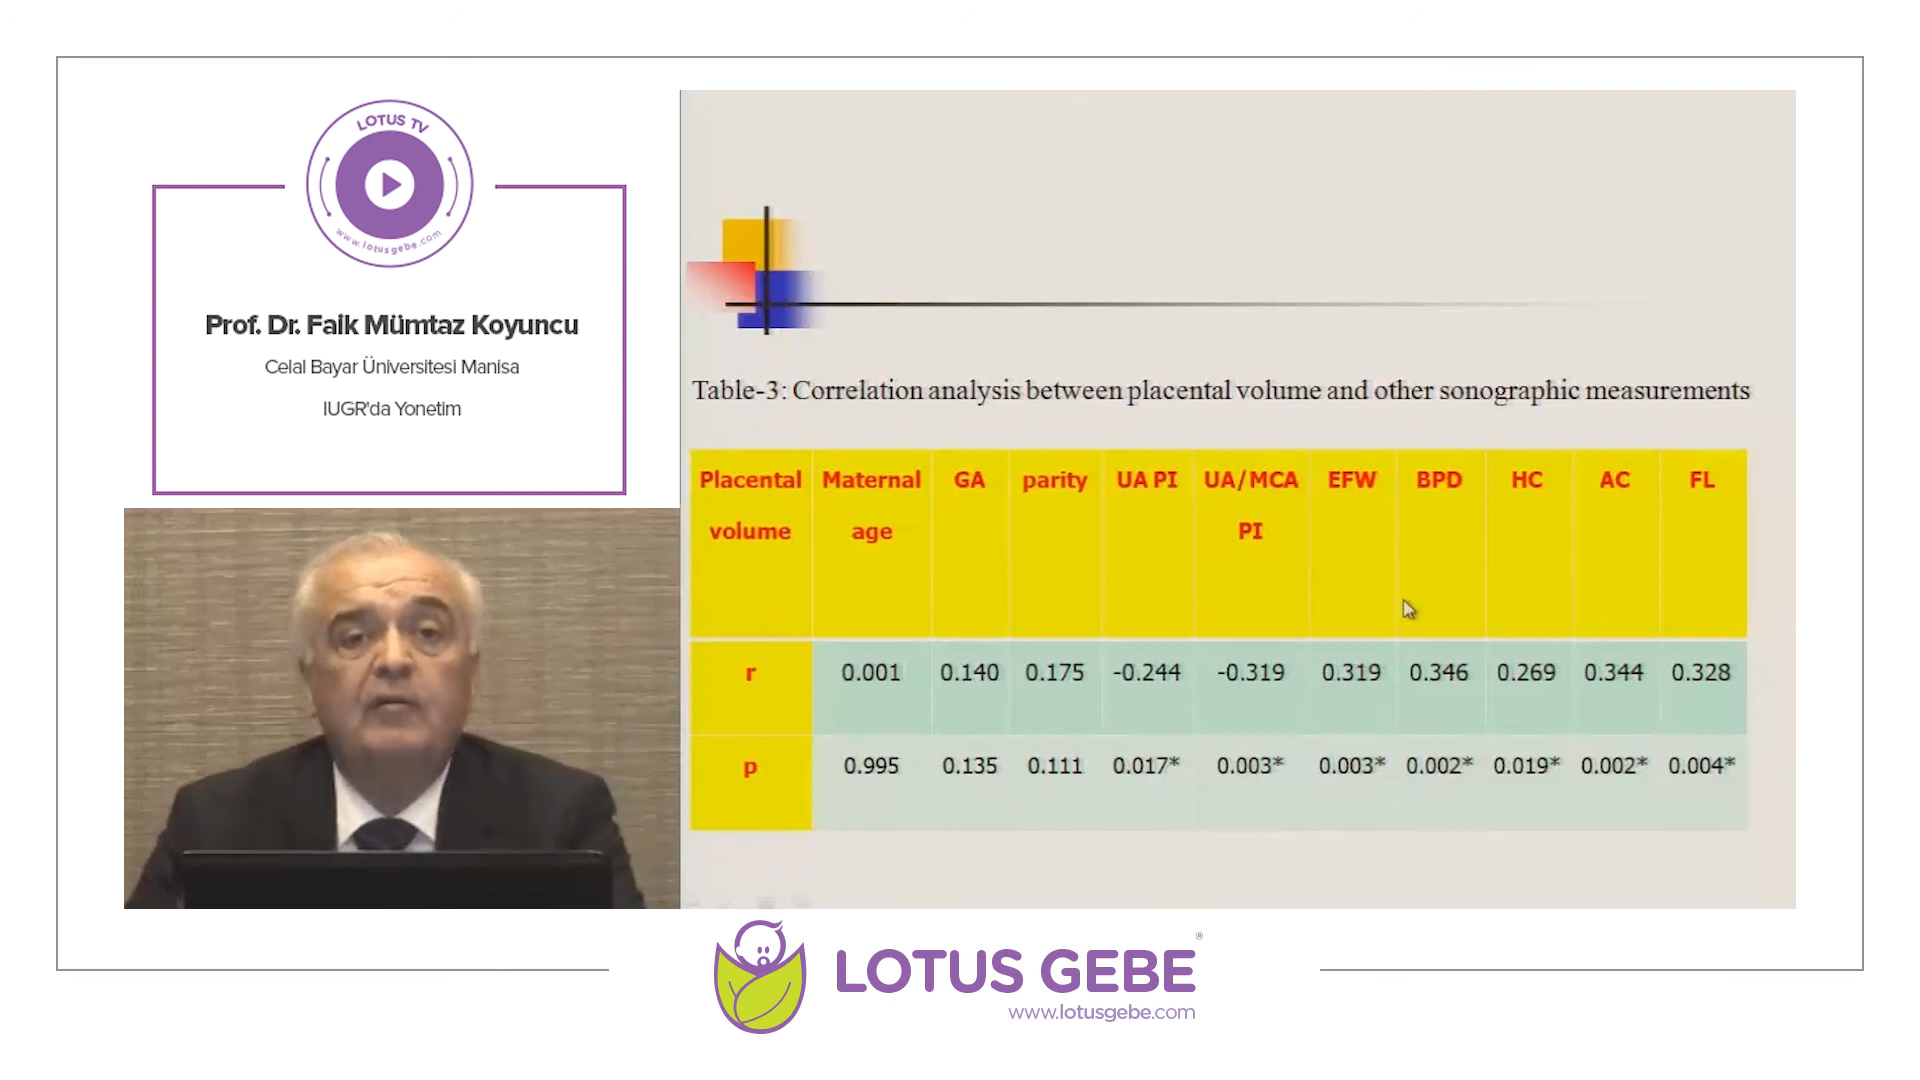 LOTUS TV
www.lotusgebe.com
Prof. Dr. Faik Mümtaz Koyuncu
Celal Bayar Üniversitesi Manisa
IUGR'da Yonetim
Table-3: Correlation analysis between placental volume and other sonographic measurements
Placental volume Maternal age GA parity UA PI UA/MCA PI EFW BPD HC AC FL
r 0.001 0.140 0.175 -0.244 -0.319 0.319 0.346 0.269 0.344 0.328
p 0.995 0.135 0.111 0.017* 0.003* 0.003* 0.002* 0.019* 0.002* 0.004*
LOTUS GEBE®
www.lotusgebe.com